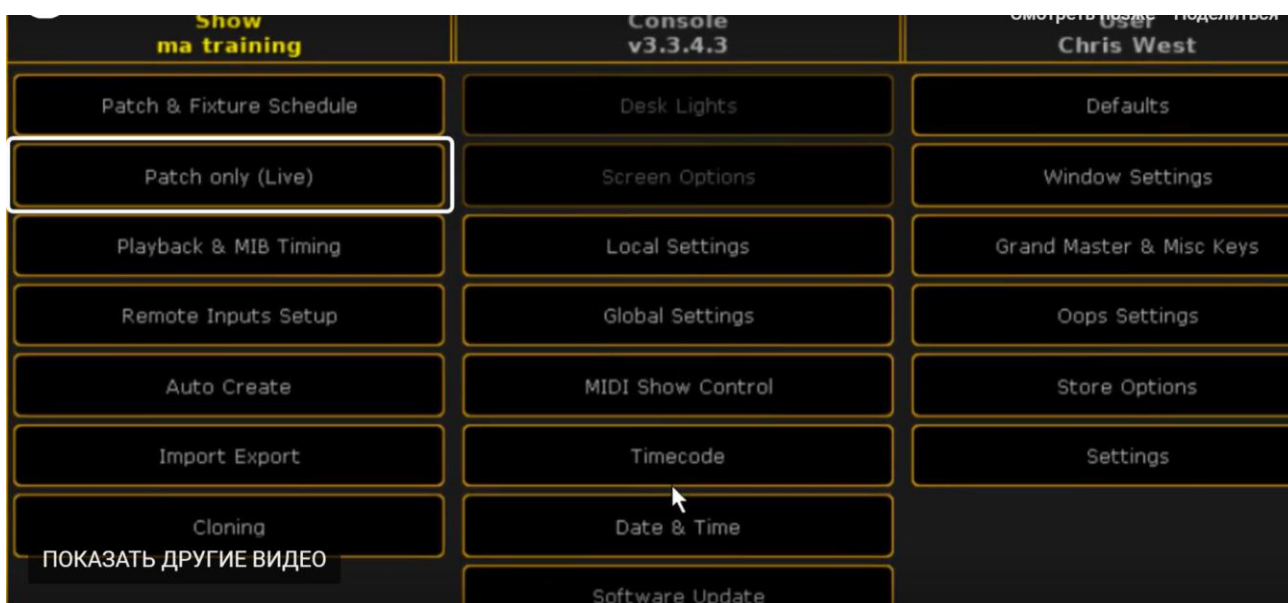 Show
ma training
Patch & Fixture Schedule
Patch only (Live)
Playback & MIB Timing
Remote Inputs Setup
Auto Create
Import Export
Cloning
ПОКАЗАТЬ ДРУГИЕ ВИДЕО
Console
v3.3.4.3
Desk Lights
Screen Options
Local Settings
Global Settings
MIDI Show Control
Timecode
Date & Time
Software Update
Смотреть позже Поделиться
User
Chris West
Defaults
Window Settings
Grand Master & Misc Keys
Oops Settings
Store Options
Settings